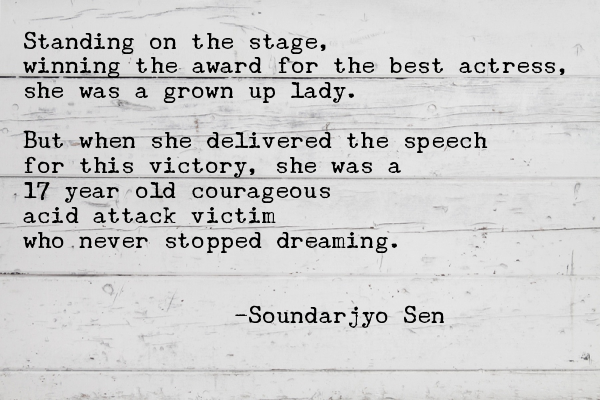 Standing on the stage,
winning the award for the best actress,
she was a grown up lady.
But when she delivered the speech
for this victory, she was a
17 year old courageous
acid attack victim
who never stopped dreaming.
-Soundarjyo Sen